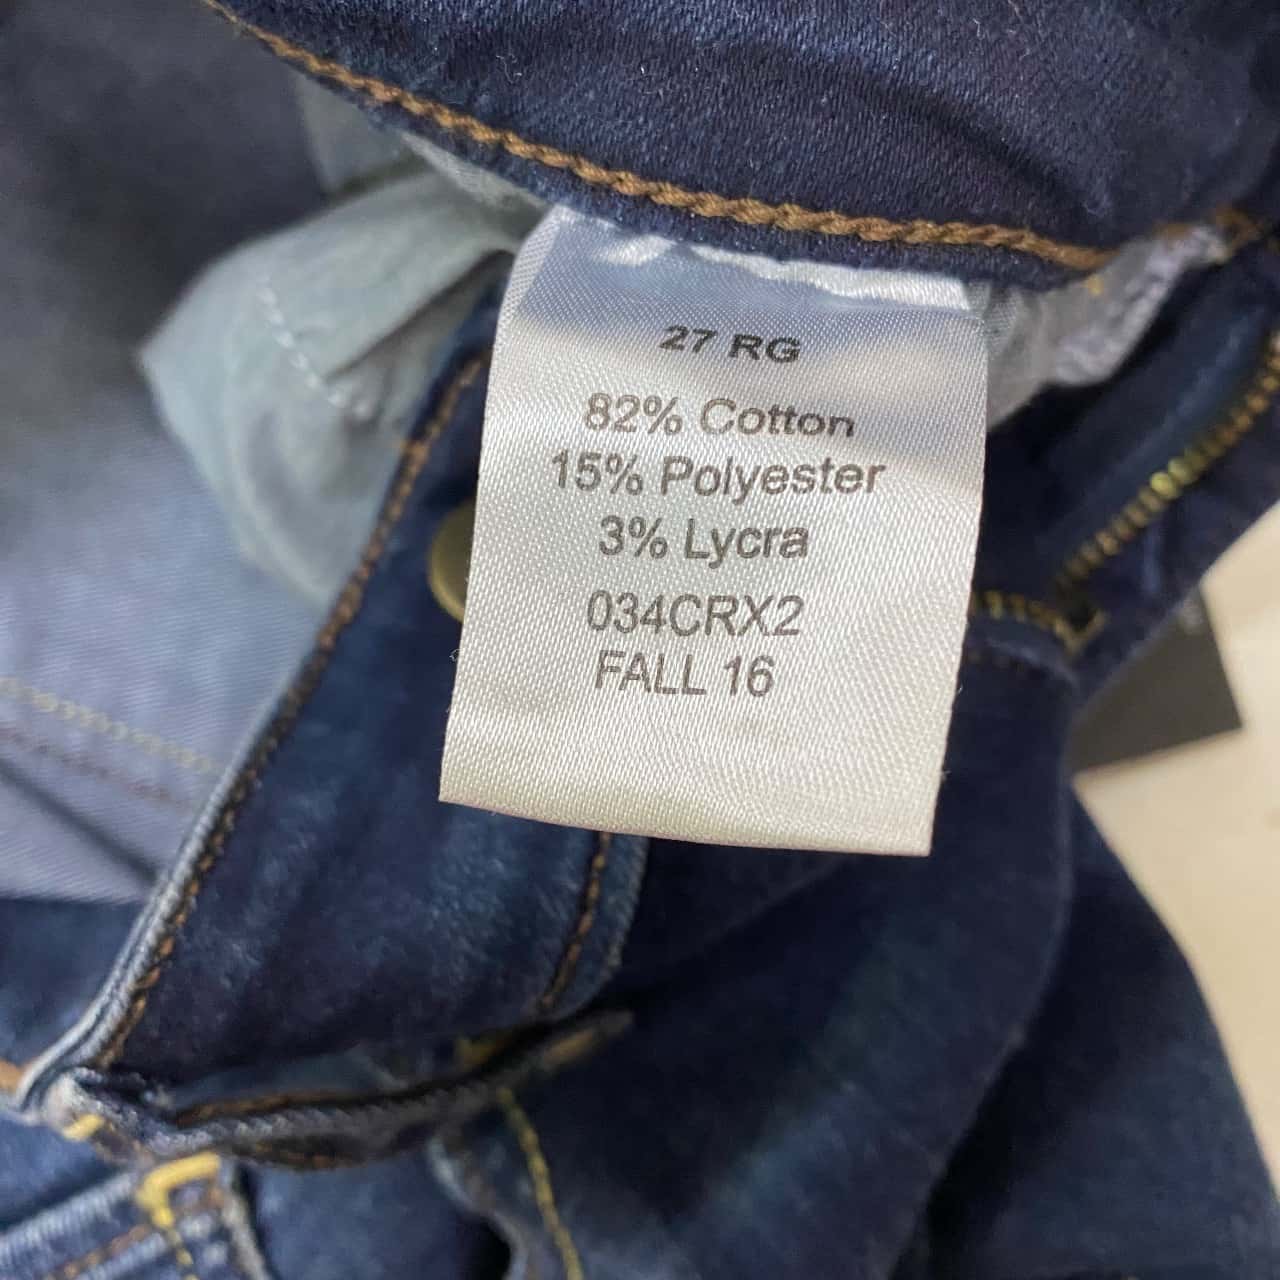 27 RG
82% Cotton
15% Polyester
3% Lycra
034CRX2
FALL 16